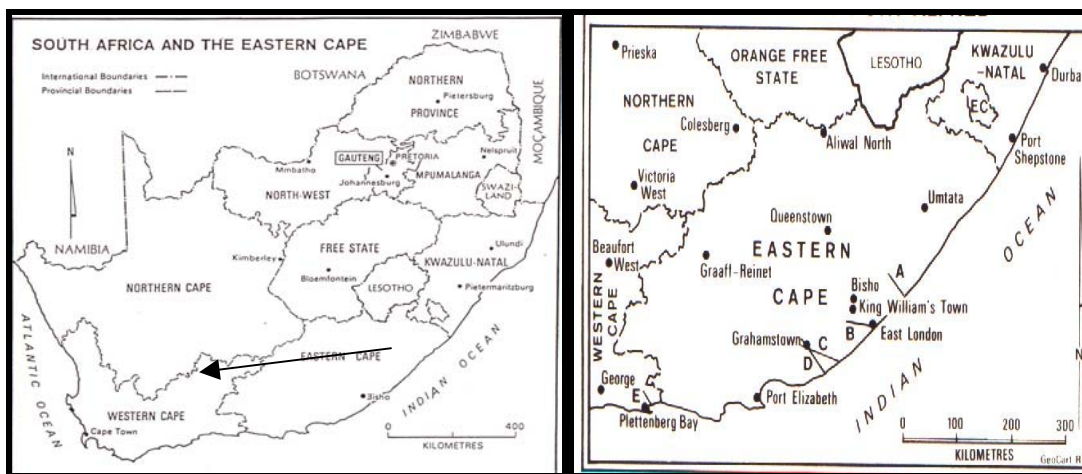 SOUTH AFRICA AND THE EASTERN CAPE
International Boundaries
Provincial Boundaries
ZIMBABWE
BOTSWANA
NORTHERN
PROVINCE
Pietersburg
MOÇAMBIQUE
N
NAMIBIA
Mmbatho
GAUTENG
PRETORIA
Nelspruit
Johannesburg
MPUMALANGA
NORTH-WEST
SWAZI-
LAND
Kimberley
FREE STATE
Bloemfontein
Ulundi
KWAZULU-NATAL
LESOTHO
Pietermaritzburg
NORTHERN CAPE
EASTERN CAPE
ATLANTIC OCEAN
WESTERN CAPE
Cape Town
Bisho
INDIAN OCEAN
0 400
KILOMETRES
Prieska
ORANGE FREE
STATE
LESOTHO
KWAZULU
-NATAL
Durba
EC
NORTHERN
CAPE
Colesberg
Aliwal North
Port
Shepstone
Victoria
West
Umtata
Queenstown
Beaufort
West
Graaff-Reinet
EASTERN
CAPE
A
Bisho
King William's Town
B
East London
WESTERN
CAPE
Grahamstown
C
D
George
E
Plettenberg Bay
Port Elizabeth
INDIAN OCEAN
0 100 200 300
KILOMETRES
GeoCart R